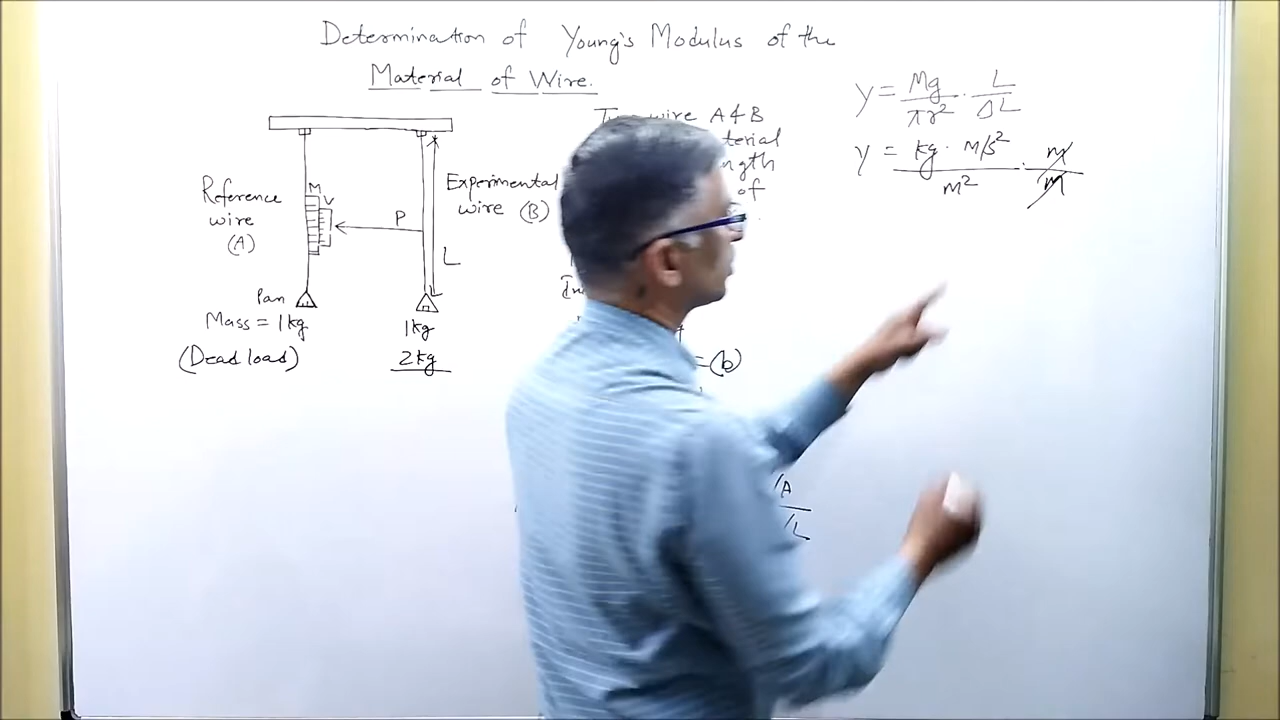 Determination of Young's Modulus of the
Material of Wire.
wire A & B
of
(b)
/A
/L
Reference
wire
(A)
M
V
P
Experimental
wire (B)
L
Pan
Mass = 1kg
(Dead load)
1kg
2kg
Y = Mg/πr² · L/ΔL
Y = kg · m/s²/m² · m/m